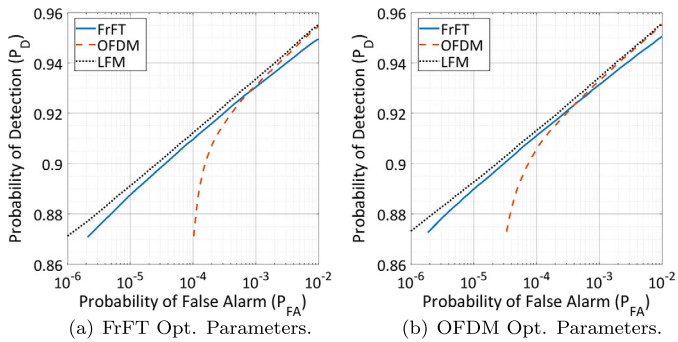 0.96
0.94
0.92
0.9
0.88
0.86
FrFT
OFDM
LFM
Probability of Detection (P_D)
10^-6 10^-5 10^-4 10^-3 10^-2
Probability of False Alarm (P_FA)
(a) FrFT Opt. Parameters.
0.96
0.94
0.92
0.9
0.88
0.86
FrFT
OFDM
LFM
Probability of Detection (P_D)
10^-6 10^-5 10^-4 10^-3 10^-2
Probability of False Alarm (P_FA)
(b) OFDM Opt. Parameters.